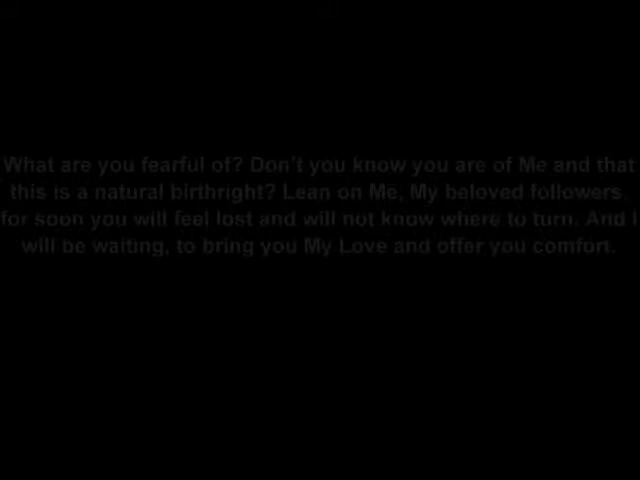 What are you fearful of? Don't you know you are of Me and that
this is a natural birthright? Lean on Me, My beloved followers,
for soon you will feel lost and will not know where to turn. And I
will be waiting, to bring you My Love and offer you comfort.